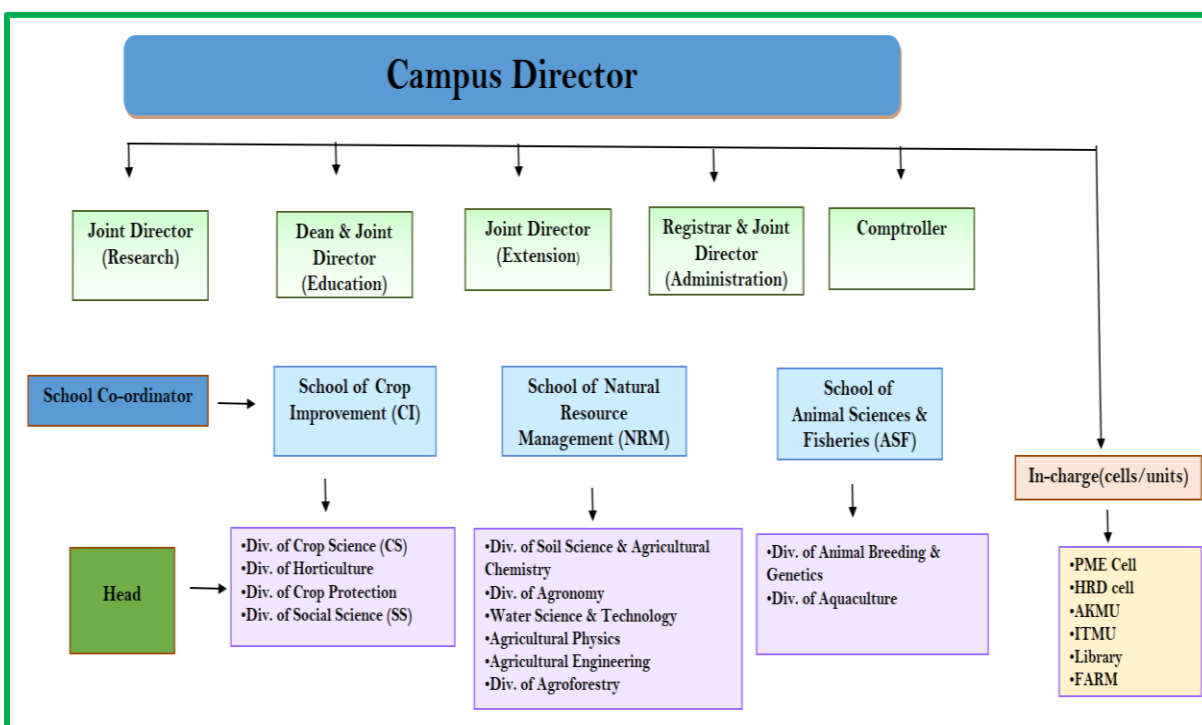 Campus Director
Joint Director
(Research)
Dean & Joint
Director
(Education)
Joint Director
(Extension)
Registrar & Joint
Director
(Administration)
Comptroller
School Co-ordinator
School of Crop
Improvement (CI)
School of Natural
Resource
Management (NRM)
School of
Animal Sciences &
Fisheries (ASF)
In-charge(cells/units)
Head
•Div. of Crop Science (CS)
•Div. of Horticulture
•Div. of Crop Protection
•Div. of Social Science (SS)
•Div. of Soil Science & Agricultural
Chemistry
•Div. of Agronomy
•Water Science & Technology
•Agricultural Physics
•Agricultural Engineering
•Div. of Agroforestry
•Div. of Animal Breeding &
Genetics
•Div. of Aquaculture
•PME Cell
•HRD cell
•AKMU
•ITMU
•Library
•FARM